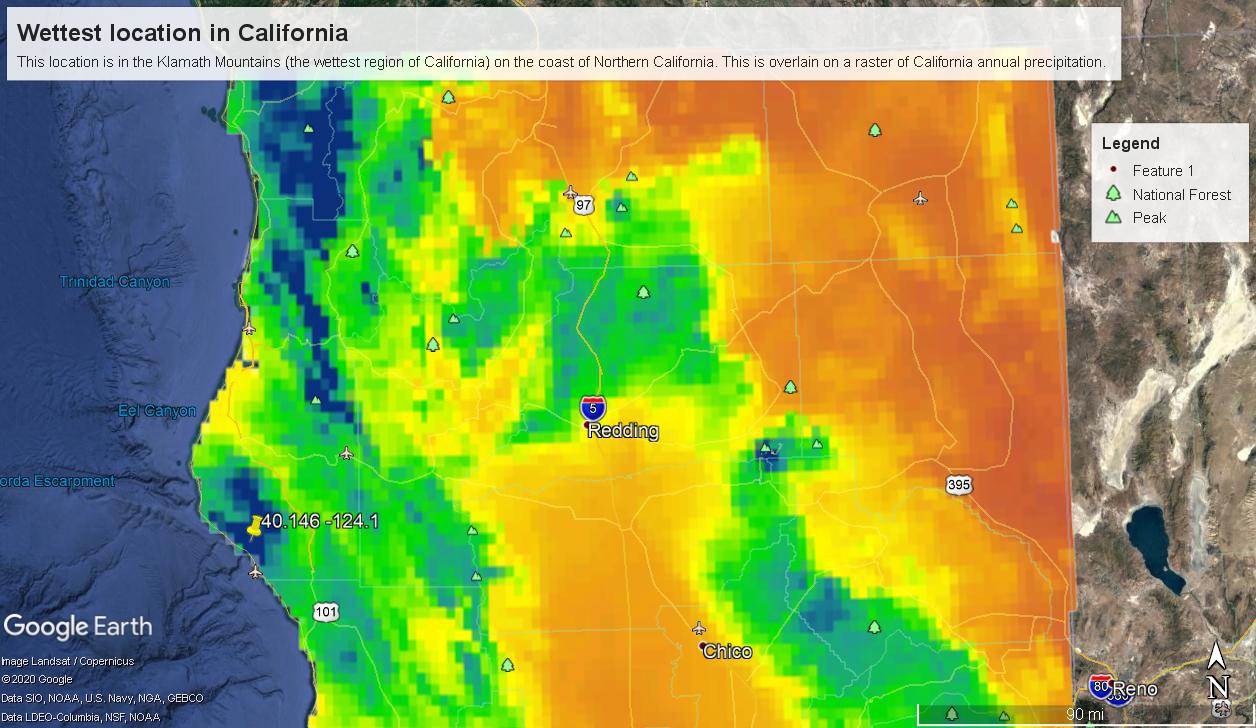 Wettest location in California
This location is in the Klamath Mountains (the wettest region of California) on the coast of Northern California. This is overlain on a raster of California annual precipitation.
Legend
Feature 1
National Forest
Peak
97
Trinidad Canyon
Eel Canyon
5
Redding
orda Escarpment
395
40.146 -124.1
101
Google Earth
Chico
Image Landsat / Copernicus
©2020 Google
Data SIO, NOAA, U.S. Navy, NGA, GEBCO
Data LDEO-Columbia, NSF, NOAA
N
80
Reno
90 mi